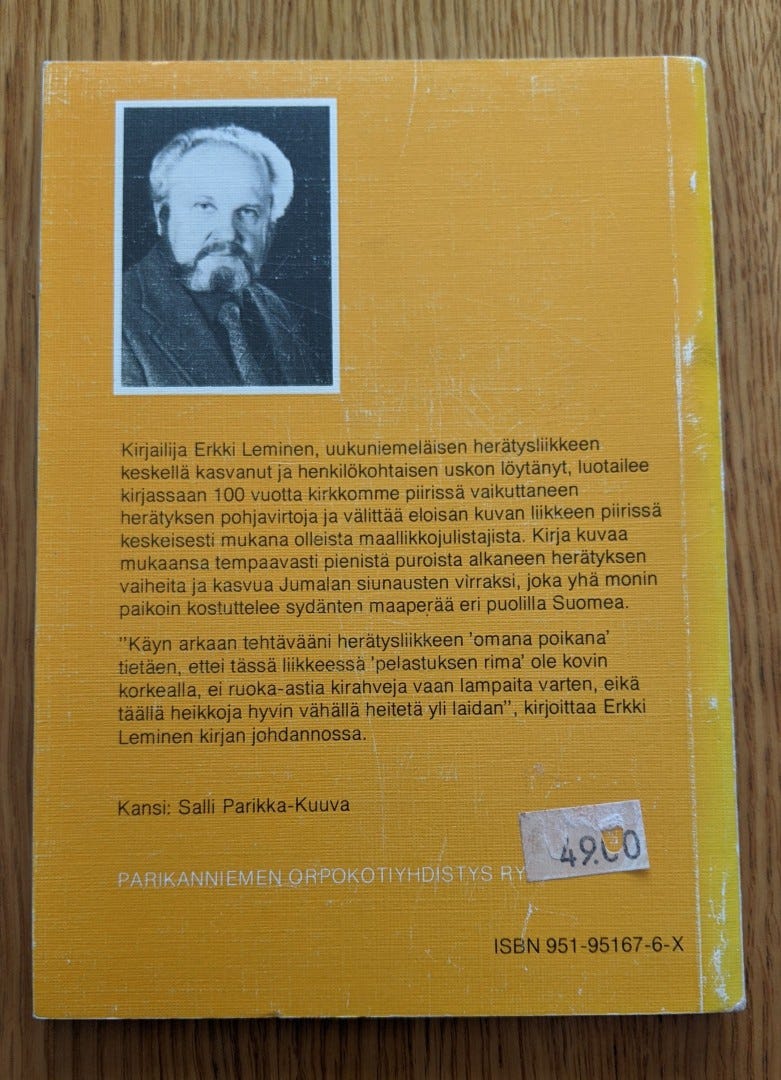 Kirjailija Erkki Leminen, uukuniemeläisen herätysliikkeen
keskellä kasvanut ja henkilökohtaisen uskon löytänyt, luotailee
kirjassaan 100 vuotta kirkkomme piirissä vaikuttaneen
herätyksen pohjavirtoja ja välittää eloisan kuvan liikkeen piirissä
keskeisesti mukana olleista maallikkojulistajista. Kirja kuvaa
mukaansa tempaavasti pienistä puroista alkaneen herätyksen
vaiheita ja kasvua Jumalan siunausten virraksi, joka yhä monin
paikoin kostuttelee sydänten maaperää eri puolilla Suomea.
"Käyn arkaan tehtävääni herätysliikkeen 'omana poikana'
tietäen, ettei tässä liikkeessä 'pelastuksen rima' ole kovin
korkealla, ei ruoka-astia kirahveja vaan lampaita varten, eikä
täällä heikkoja hyvin vähällä heitetä yli laidan", kirjoittaa Erkki
Leminen kirjan johdannossa.
Kansi: Salli Parikka-Kuuva
49.00
PARIKANNIEMEN ORPOKOTIYHDISTYS RY
ISBN 951-95167-6-X